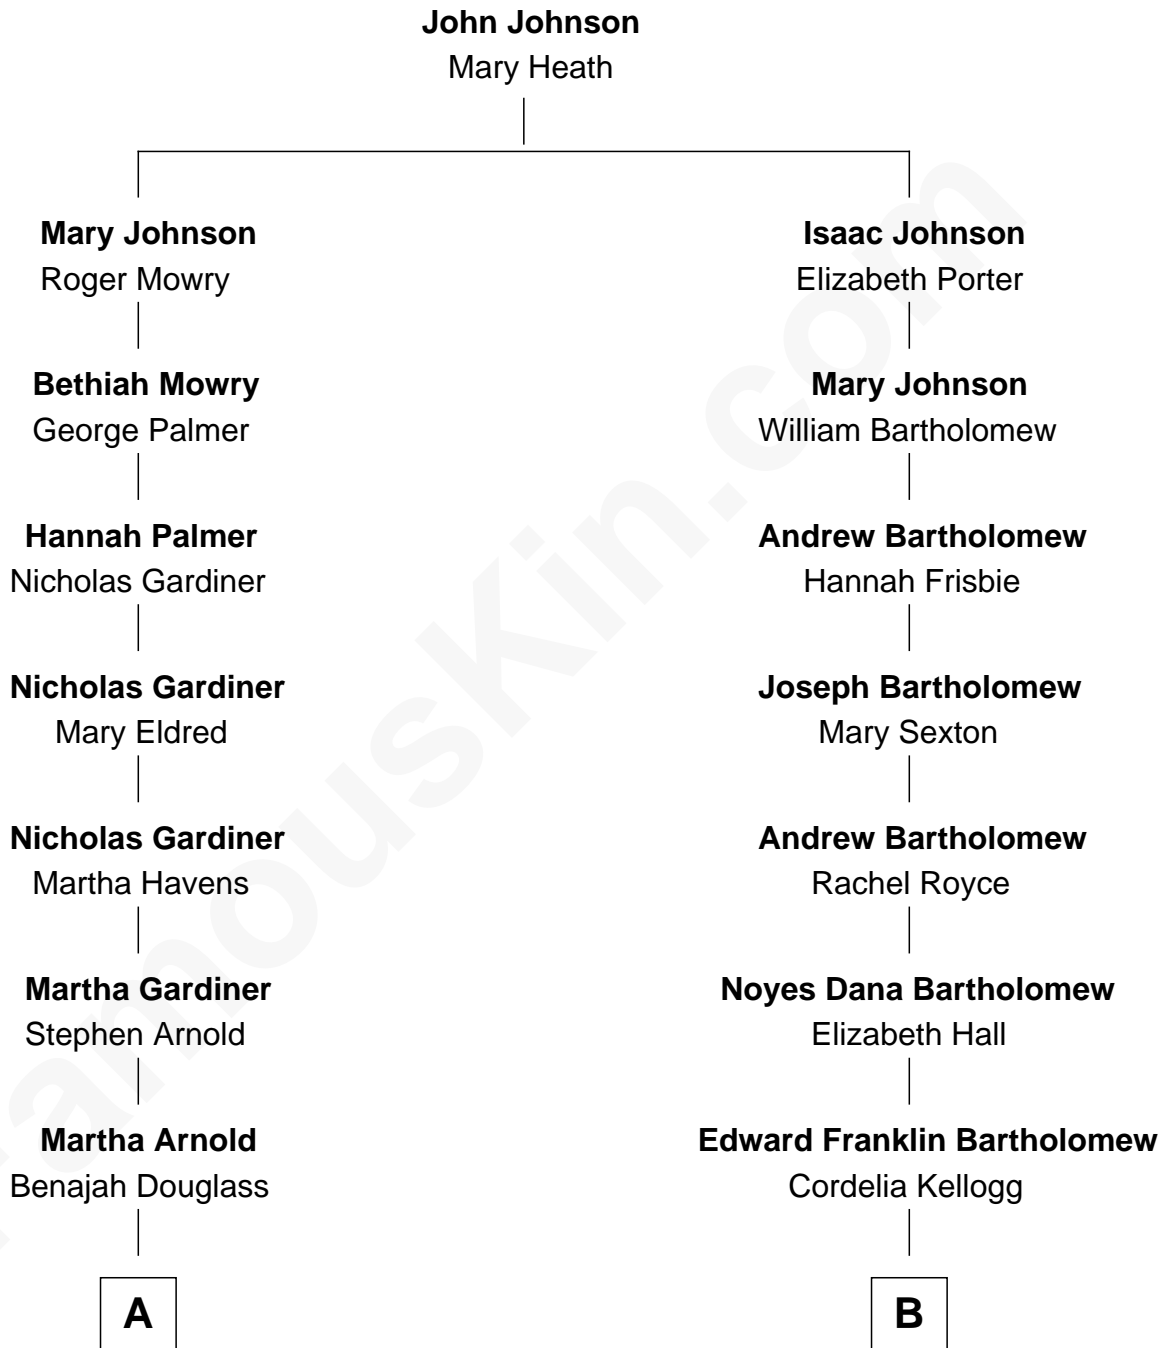 John Johnson
Mary Heath
Mary Johnson
Roger Mowry
Bethiah Mowry
George Palmer
Hannah Palmer
Nicholas Gardiner
Nicholas Gardiner
Mary Eldred
Nicholas Gardiner
Martha Havens
Martha Gardiner
Stephen Arnold
Martha Arnold
Benajah Douglass
A
Isaac Johnson
Elizabeth Porter
Mary Johnson
William Bartholomew
Andrew Bartholomew
Hannah Frisbie
Joseph Bartholomew
Mary Sexton
Andrew Bartholomew
Rachel Royce
Noyes Dana Bartholomew
Elizabeth Hall
Edward Franklin Bartholomew
Cordelia Kellogg
B
FamousKin.com